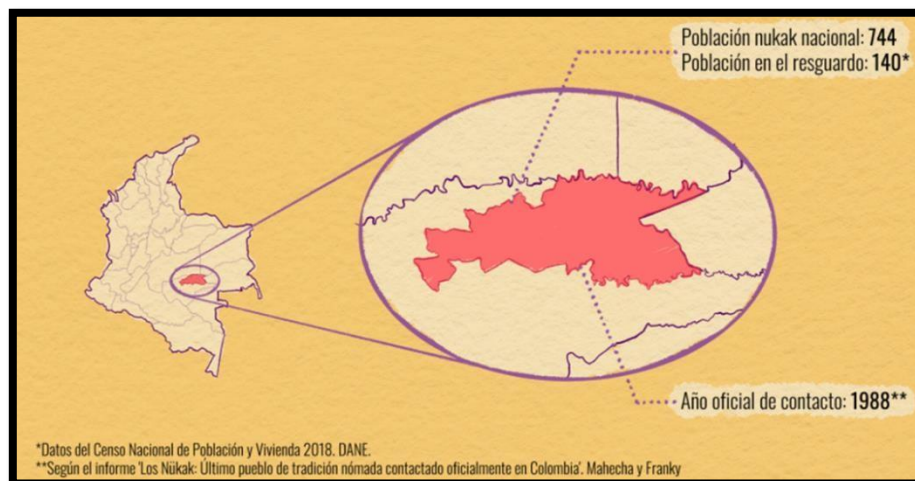 Población nukak nacional: 744
Población en el resguardo: 140*
Año oficial de contacto: 1988**
*Datos del Censo Nacional de Población y Vivienda 2018. DANE.
**Según el informe 'Los Nükak: Último pueblo de tradición nómada contactado oficialmente en Colombia'. Mahecha y Franky